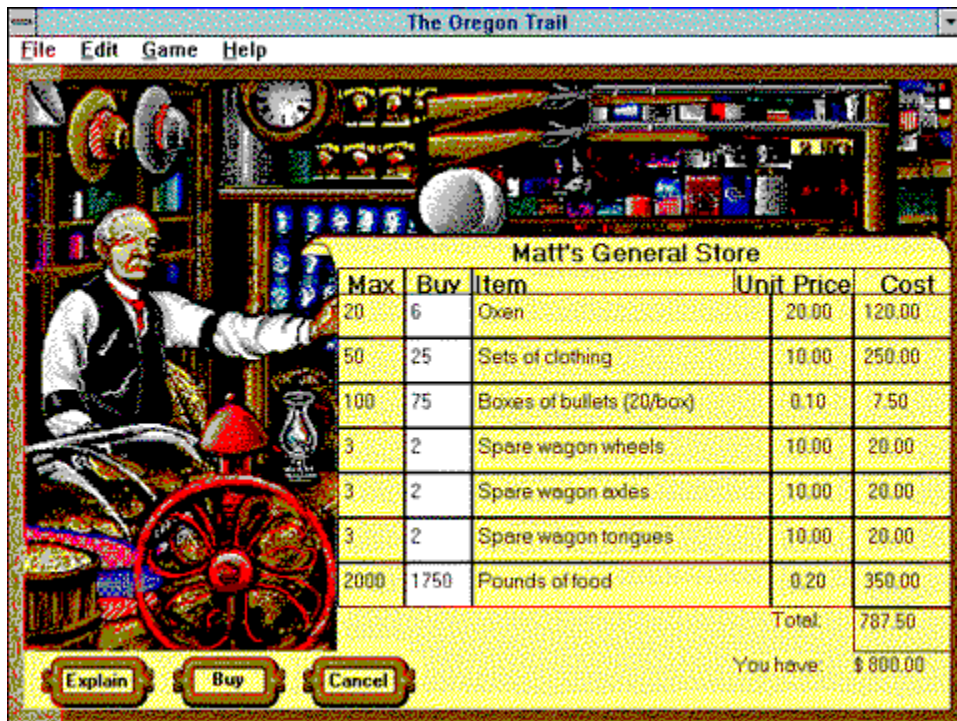 The Oregon Trail
File Edit Game Help
Matt's General Store
Max Buy Item Unit Price Cost
20 6 Oxen 20.00 120.00
50 25 Sets of clothing 10.00 250.00
100 75 Boxes of bullets (20/box) 0.10 7.50
3 2 Spare wagon wheels 10.00 20.00
3 2 Spare wagon axles 10.00 20.00
3 2 Spare wagon tongues 10.00 20.00
2000 1750 Pounds of food 0.20 350.00
Total: 787.50
You have: $ 800.00
Explain Buy Cancel